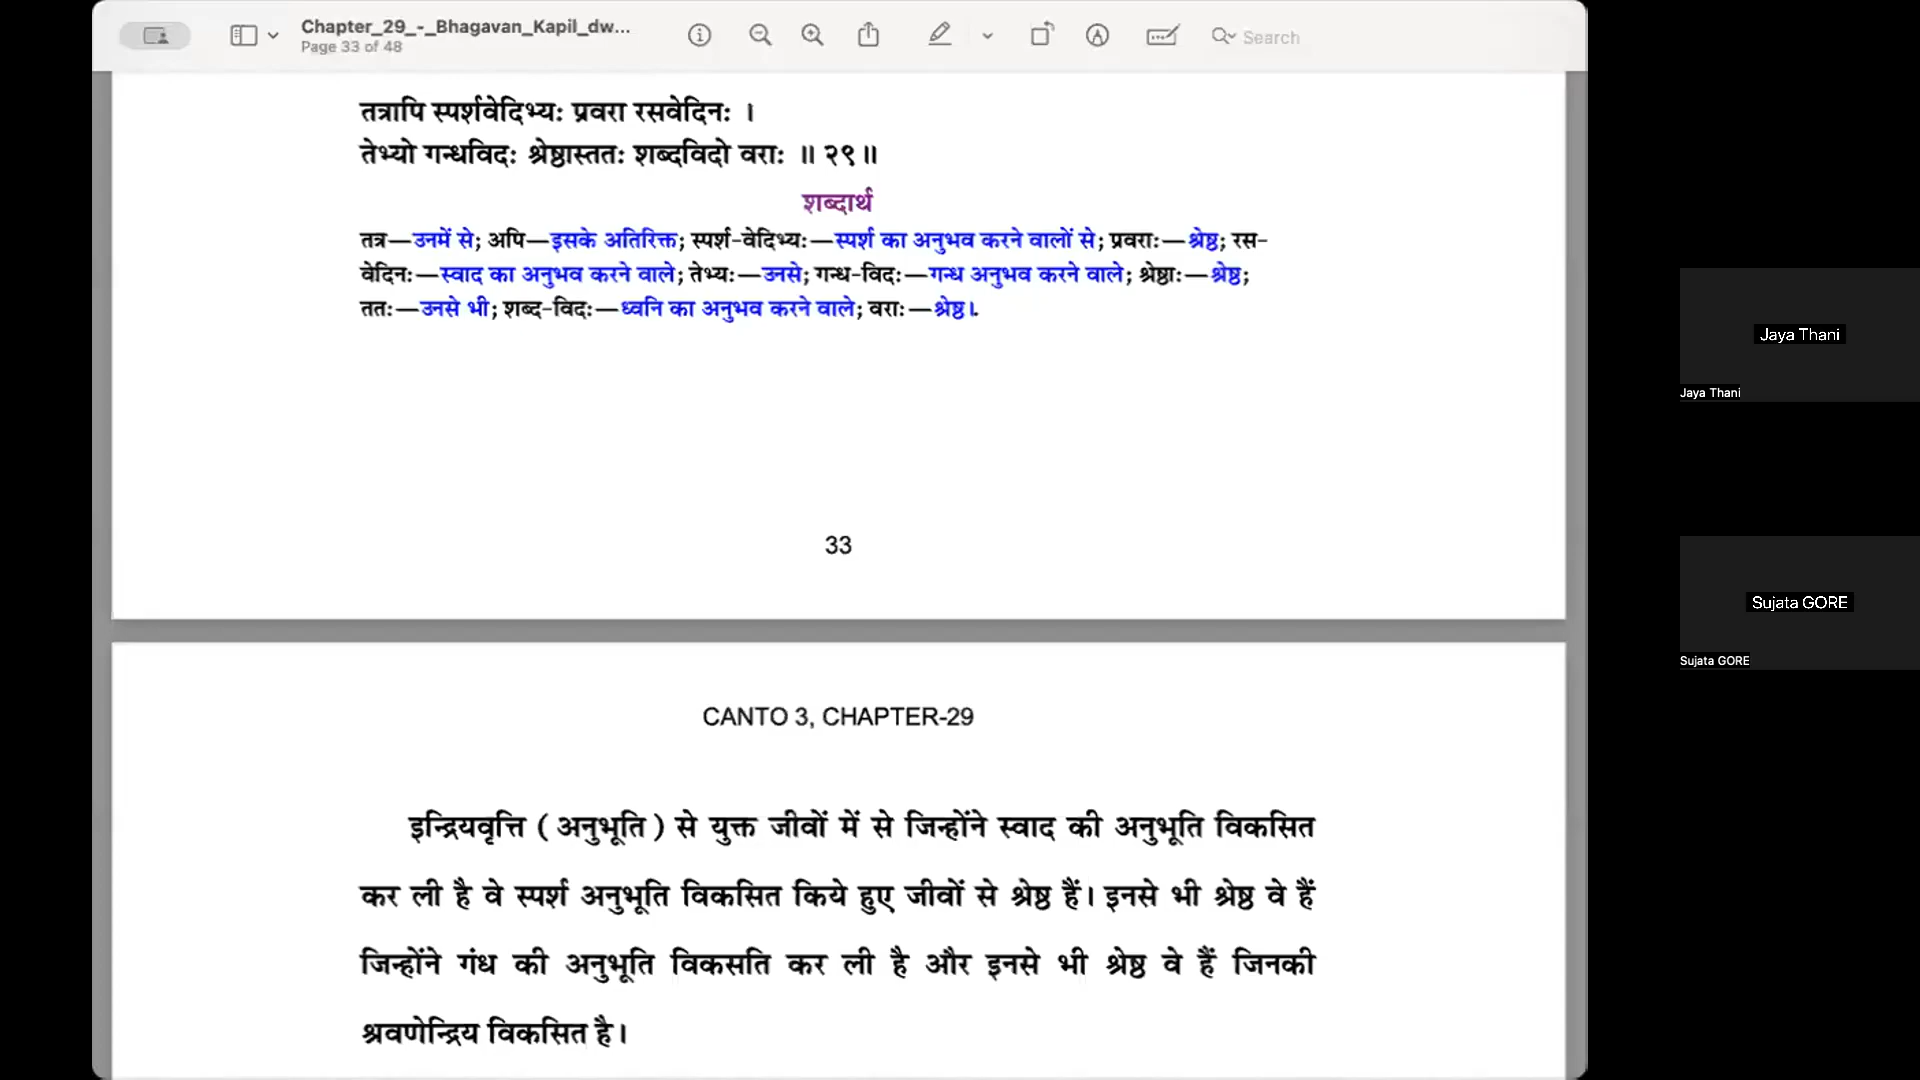 Chapter_29_-_Bhagavan_Kapil_dw...
Page 33 of 48
Search
तत्रापि स्पर्शवेदिभ्यः प्रवरा रसवेदिनः ।
तेभ्यो गन्धविदः श्रेष्ठास्ततः शब्दविदो वराः ॥ २९॥
शब्दार्थ
तत्र—उनमें से; अपि—इसके अतिरिक्त; स्पर्श-वेदिभ्यः—स्पर्श का अनुभव करने वालों से; प्रवराः—श्रेष्ठ; रस-
वेदिनः—स्वाद का अनुभव करने वाले; तेभ्यः—उनसे; गन्ध-विदः—गन्ध अनुभव करने वाले; श्रेष्ठाः—श्रेष्ठ;
ततः—उनसे भी; शब्द-विदः—ध्वनि का अनुभव करने वाले; वराः—श्रेष्ठ।.
33
CANTO 3, CHAPTER-29
इन्द्रियवृत्ति (अनुभूति) से युक्त जीवों में से जिन्होंने स्वाद की अनुभूति विकसित
कर ली है वे स्पर्श अनुभूति विकसित किये हुए जीवों से श्रेष्ठ हैं। इनसे भी श्रेष्ठ वे हैं
जिन्होंने गंध की अनुभूति विकसति कर ली है और इनसे भी श्रेष्ठ वे हैं जिनकी
श्रवणेन्द्रिय विकसित है।
Jaya Thani
Jaya Thani
Sujata GORE
Sujata GORE